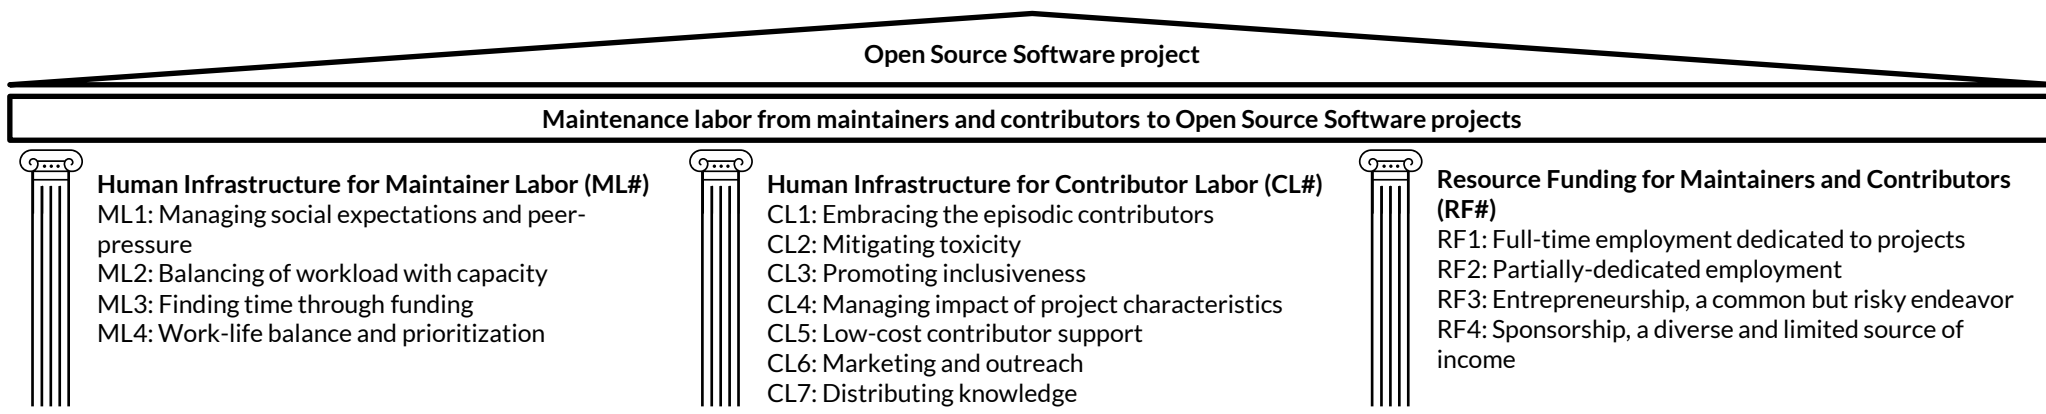 Open Source Software project
Maintenance labor from maintainers and contributors to Open Source Software projects
Human Infrastructure for Maintainer Labor (ML#)
ML1: Managing social expectations and peer-
pressure
ML2: Balancing of workload with capacity
ML3: Finding time through funding
ML4: Work-life balance and prioritization
Human Infrastructure for Contributor Labor (CL#)
CL1: Embracing the episodic contributors
CL2: Mitigating toxicity
CL3: Promoting inclusiveness
CL4: Managing impact of project characteristics
CL5: Low-cost contributor support
CL6: Marketing and outreach
CL7: Distributing knowledge
Resource Funding for Maintainers and Contributors
(RF#)
RF1: Full-time employment dedicated to projects
RF2: Partially-dedicated employment
RF3: Entrepreneurship, a common but risky endeavor
RF4: Sponsorship, a diverse and limited source of
income